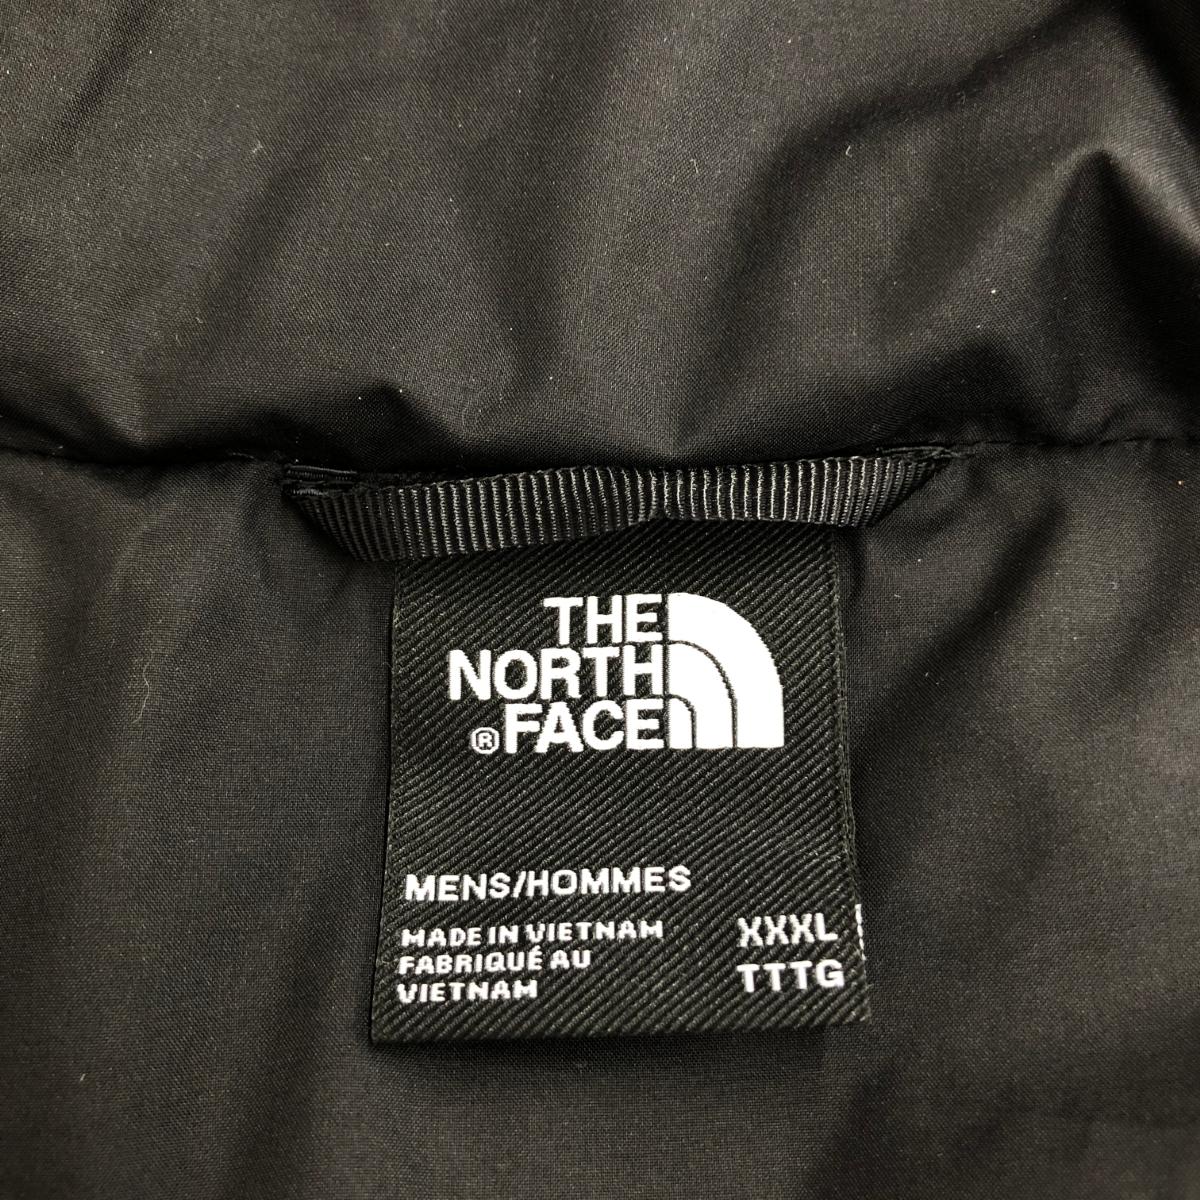 THE
NORTH
® FACE
MENS/HOMMES
MADE IN VIETNAM XXXL
FABRIQUÉ AU TTTG
VIETNAM